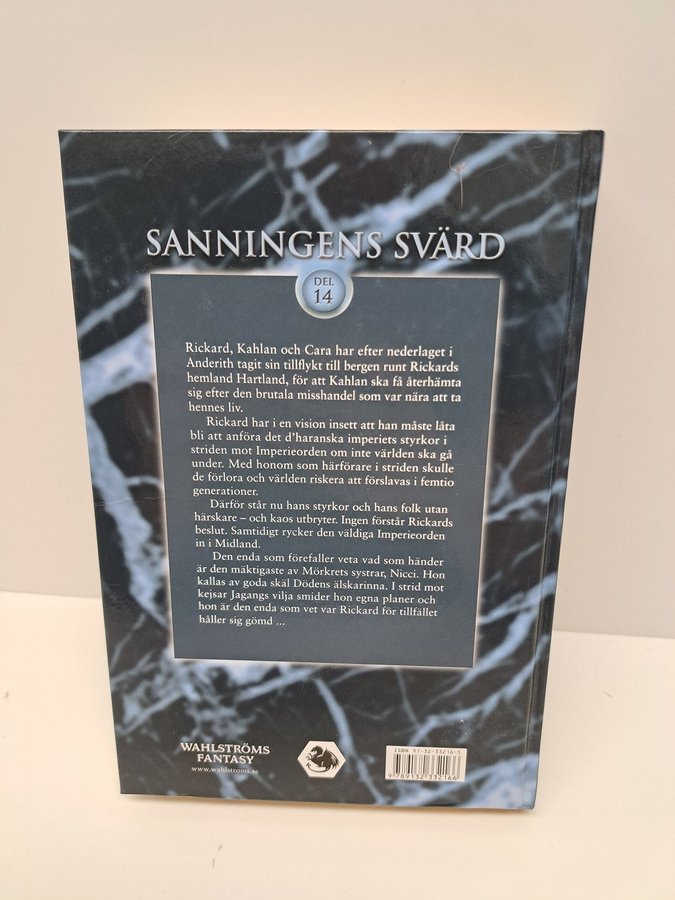 SANNINGENS SVÄRD
DEL
14
Rickard, Kahlan och Cara har efter nederlaget i
Anderith tagit sin tillflykt till bergen runt Rickards
hemland Hartland, för att Kahlan ska få återhämta
sig efter den brutala misshandel som var nära att ta
hennes liv.
Rickard har i en vision insett att han måste låta
bli att anföra det d'haranska imperiets styrkor i
striden mot Imperieorden om inte världen ska gå
under. Med honom som härförare i striden skulle
de förlora och världen riskera att förslavas i femtio
generationer.
Därför står nu hans styrkor och hans folk utan
härskare – och kaos utbryter. Ingen förstår Rickards
beslut. Samtidigt rycker den väldiga Imperieorden
in i Midland.
Den enda som förefaller veta vad som händer
är den mäktigaste av Mörkrets systrar, Nicci. Hon
kallas av goda skäl Dödens älskarinna. I strid mot
kejsar Jagangs vilja smider hon egna planer och
hon är den enda som vet var Rickard för tillfället
håller sig gömd ...
WAHLSTRÖMS
FANTASY
www.wahlstroms.se
ISBN 91-32-33216-5
9 789132 332166